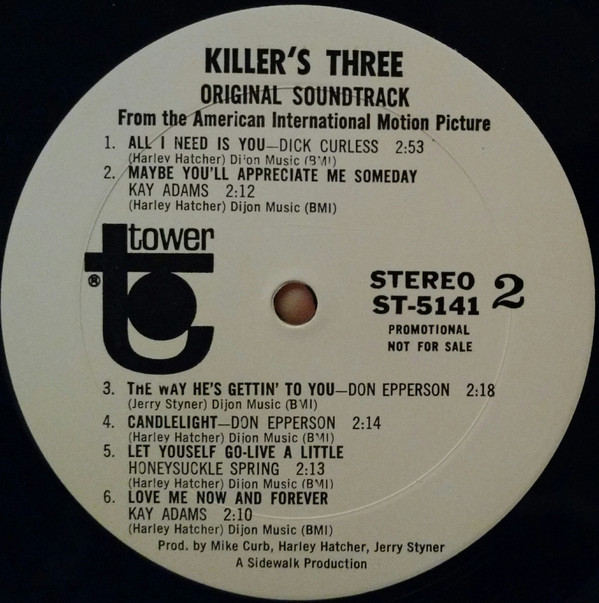 KILLER'S THREE
ORIGINAL SOUNDTRACK
From the American International Motion Picture
1. ALL I NEED IS YOU—DICK CURLESS 2:53
(Harley Hatcher) Dijon Music (BMI)
2. MAYBE YOU'LL APPRECIATE ME SOMEDAY
KAY ADAMS 2:12
(Harley Hatcher) Dijon Music (BMI)
tower
t
®
STEREO
ST-5141
2
PROMOTIONAL
NOT FOR SALE
3. THE WAY HE'S GETTIN' TO YOU—DON EPPERSON 2:18
(Jerry Styner) Dijon Music (BMI)
4. CANDLELIGHT—DON EPPERSON 2:14
(Harley Hatcher) Dijon Music (BMI)
5. LET YOUSELF GO-LIVE A LITTLE
HONEYSUCKLE SPRING 2:13
(Harley Hatcher) Dijon Music (BMI)
6. LOVE ME NOW AND FOREVER
KAY ADAMS 2:10
(Harley Hatcher) Dijon Music (BMI)
Prod. by Mike Curb, Harley Hatcher, Jerry Styner
A Sidewalk Production